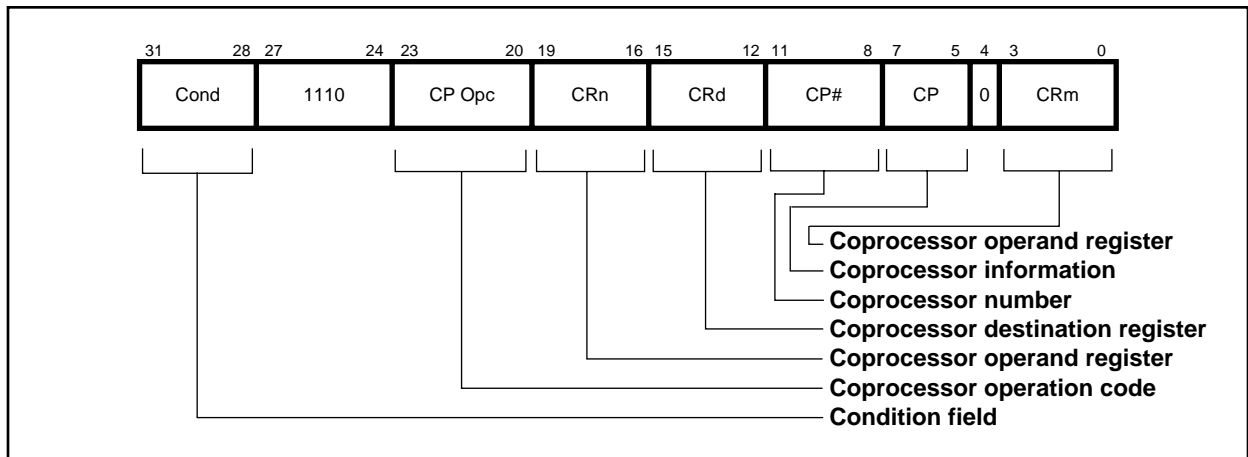 31 28 27 24 23 20 19 16 15 12 11 8 7 5 4 3 0
Cond 1110 CP Opc CRn CRd CP# CP 0 CRm
Coprocessor operand register
Coprocessor information
Coprocessor number
Coprocessor destination register
Coprocessor operand register
Coprocessor operation code
Condition field